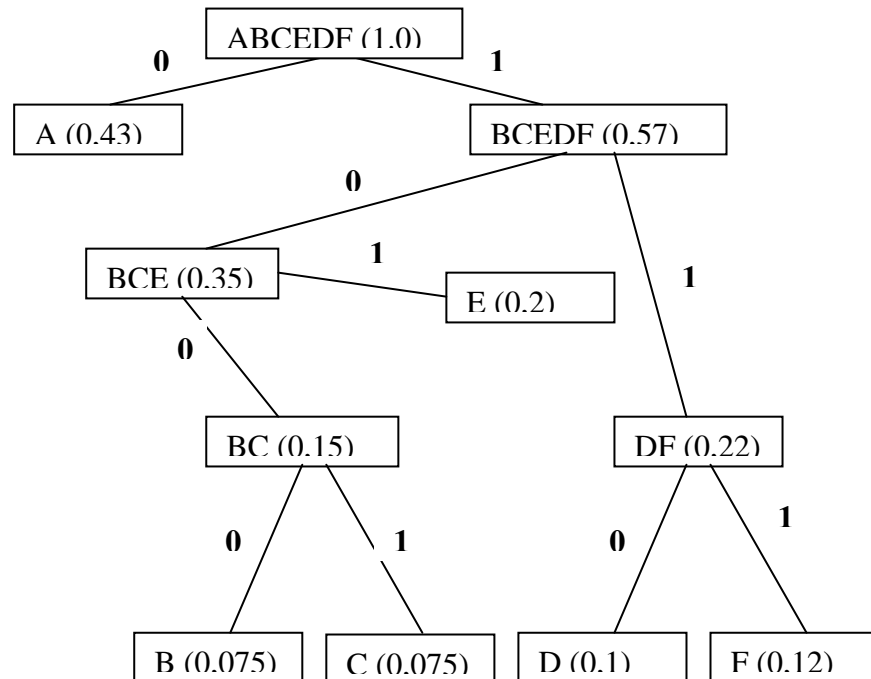 ABCEDF (1.0)
0
1
A (0.43)
BCEDF (0.57)
0
1
BCE (0.35)
E (0.2)
1
0
BC (0.15)
DF (0.22)
0
1
0
1
B (0.075)
C (0.075)
D (0.1)
F (0.12)